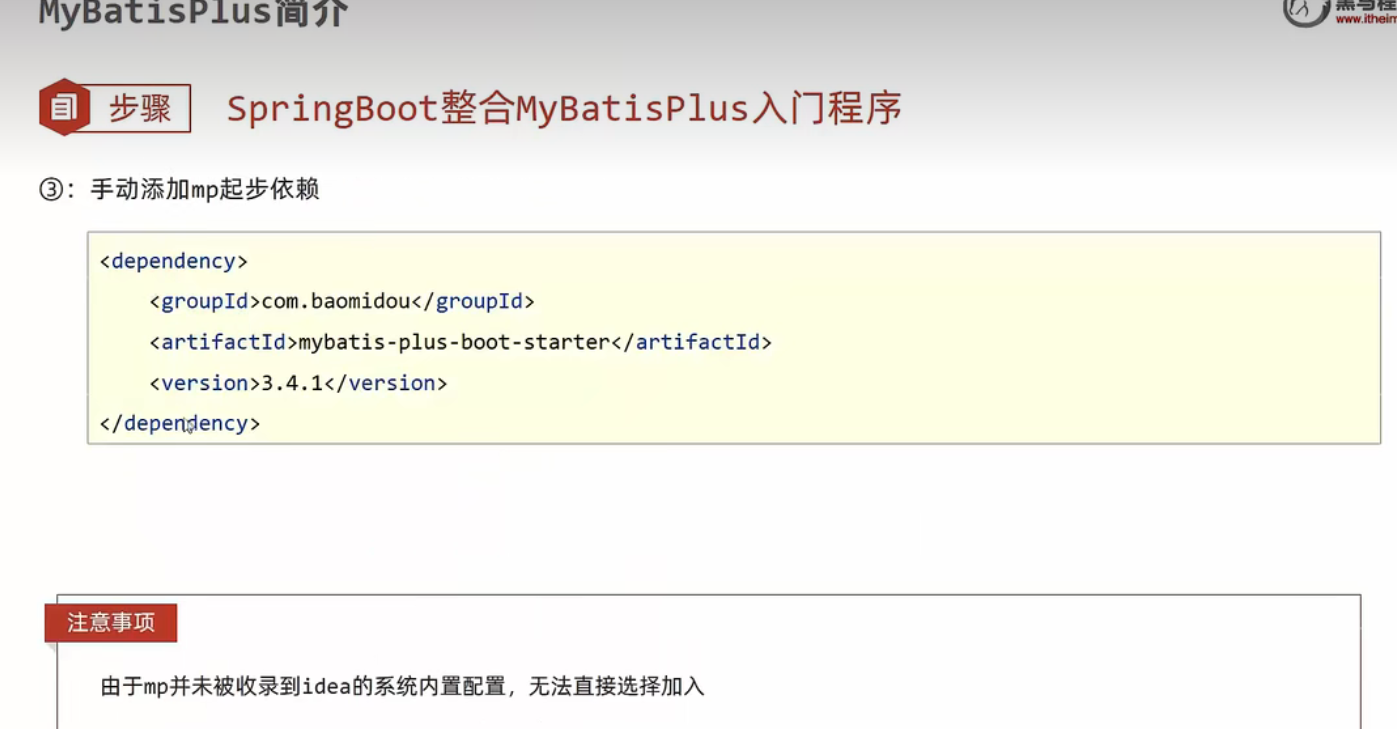 MyBatisPlus简介
www.itheim
步骤
SpringBoot整合MyBatisPlus入门程序
③：手动添加mp起步依赖
<dependency>
    <groupId>com.baomidou</groupId>
    <artifactId>mybatis-plus-boot-starter</artifactId>
    <version>3.4.1</version>
</dependency>
注意事项
由于mp并未被收录到idea的系统内置配置，无法直接选择加入